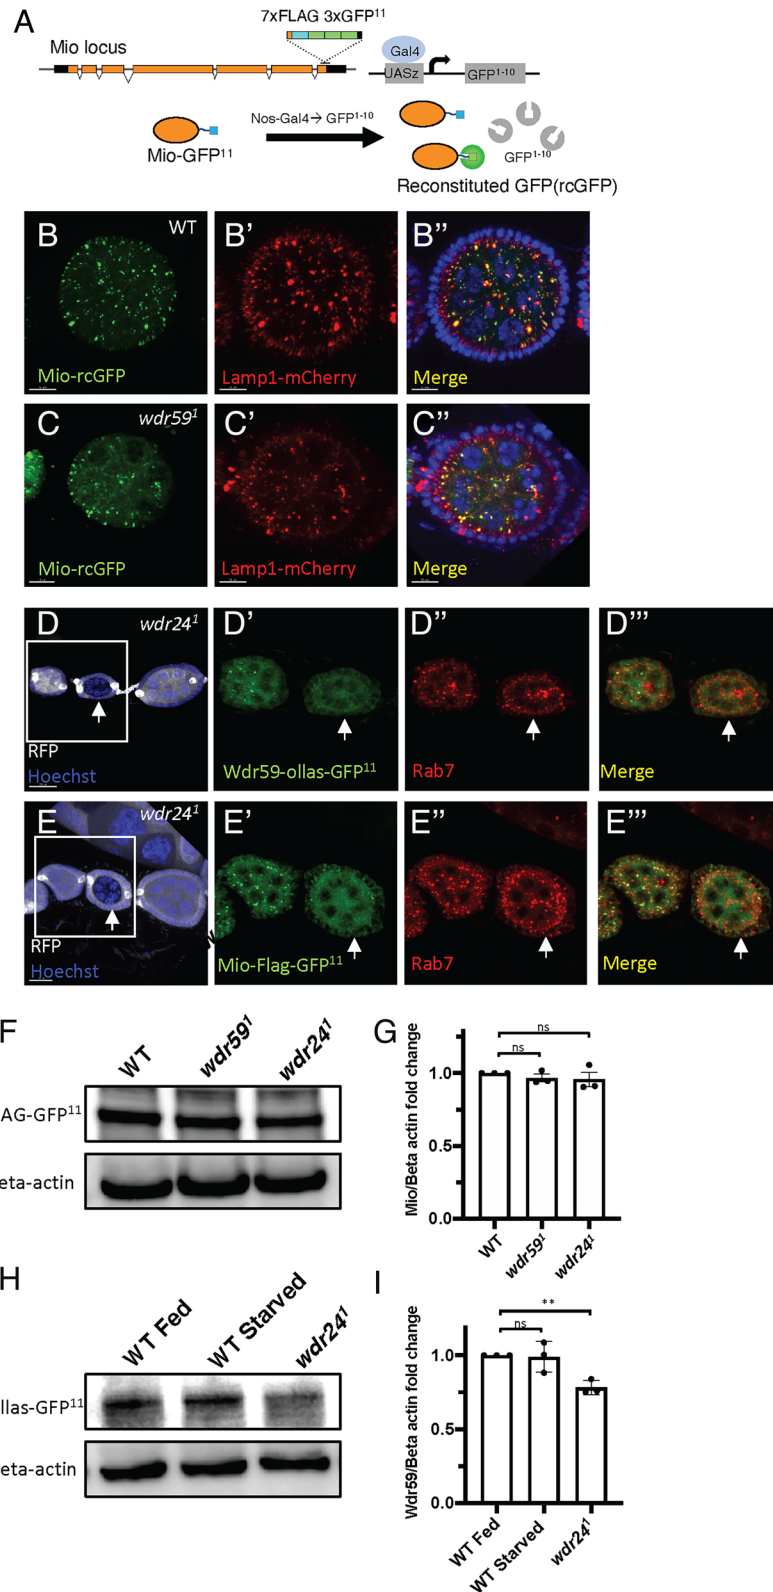 A
7xFLAG 3xGFP¹¹
Mio locus
Gal4
UASz
GFP¹⁻¹⁰
Nos-Gal4→ GFP¹⁻¹⁰
Mio-GFP¹¹
GFP¹⁻¹⁰
Reconstituted GFP(rcGFP)
B WT B’ B’’
Mio-rcGFP Lamp1-mCherry Merge
C wdr59¹ C’ C’’
Mio-rcGFP Lamp1-mCherry Merge
D wdr24¹ D’ D’’ D’’’
RFP
Hoechst Wdr59-ollas-GFP¹¹ Rab7 Merge
E wdr24¹ E’ E’’ E’’’
RFP
Hoechst Mio-Flag-GFP¹¹ Rab7 Merge
F
WT wdr59¹ wdr24¹
AG-GFP¹¹
eta-actin
G
Mio/Beta actin fold change
ns
ns
1.0
0.5
0.0
WT wdr59¹ wdr24¹
H
WT Fed WT Starved wdr24¹
llas-GFP¹¹
eta-actin
I
Wdr59/Beta actin fold change
**
ns
1.0
0.5
0.0
WT Fed WT Starved wdr24¹